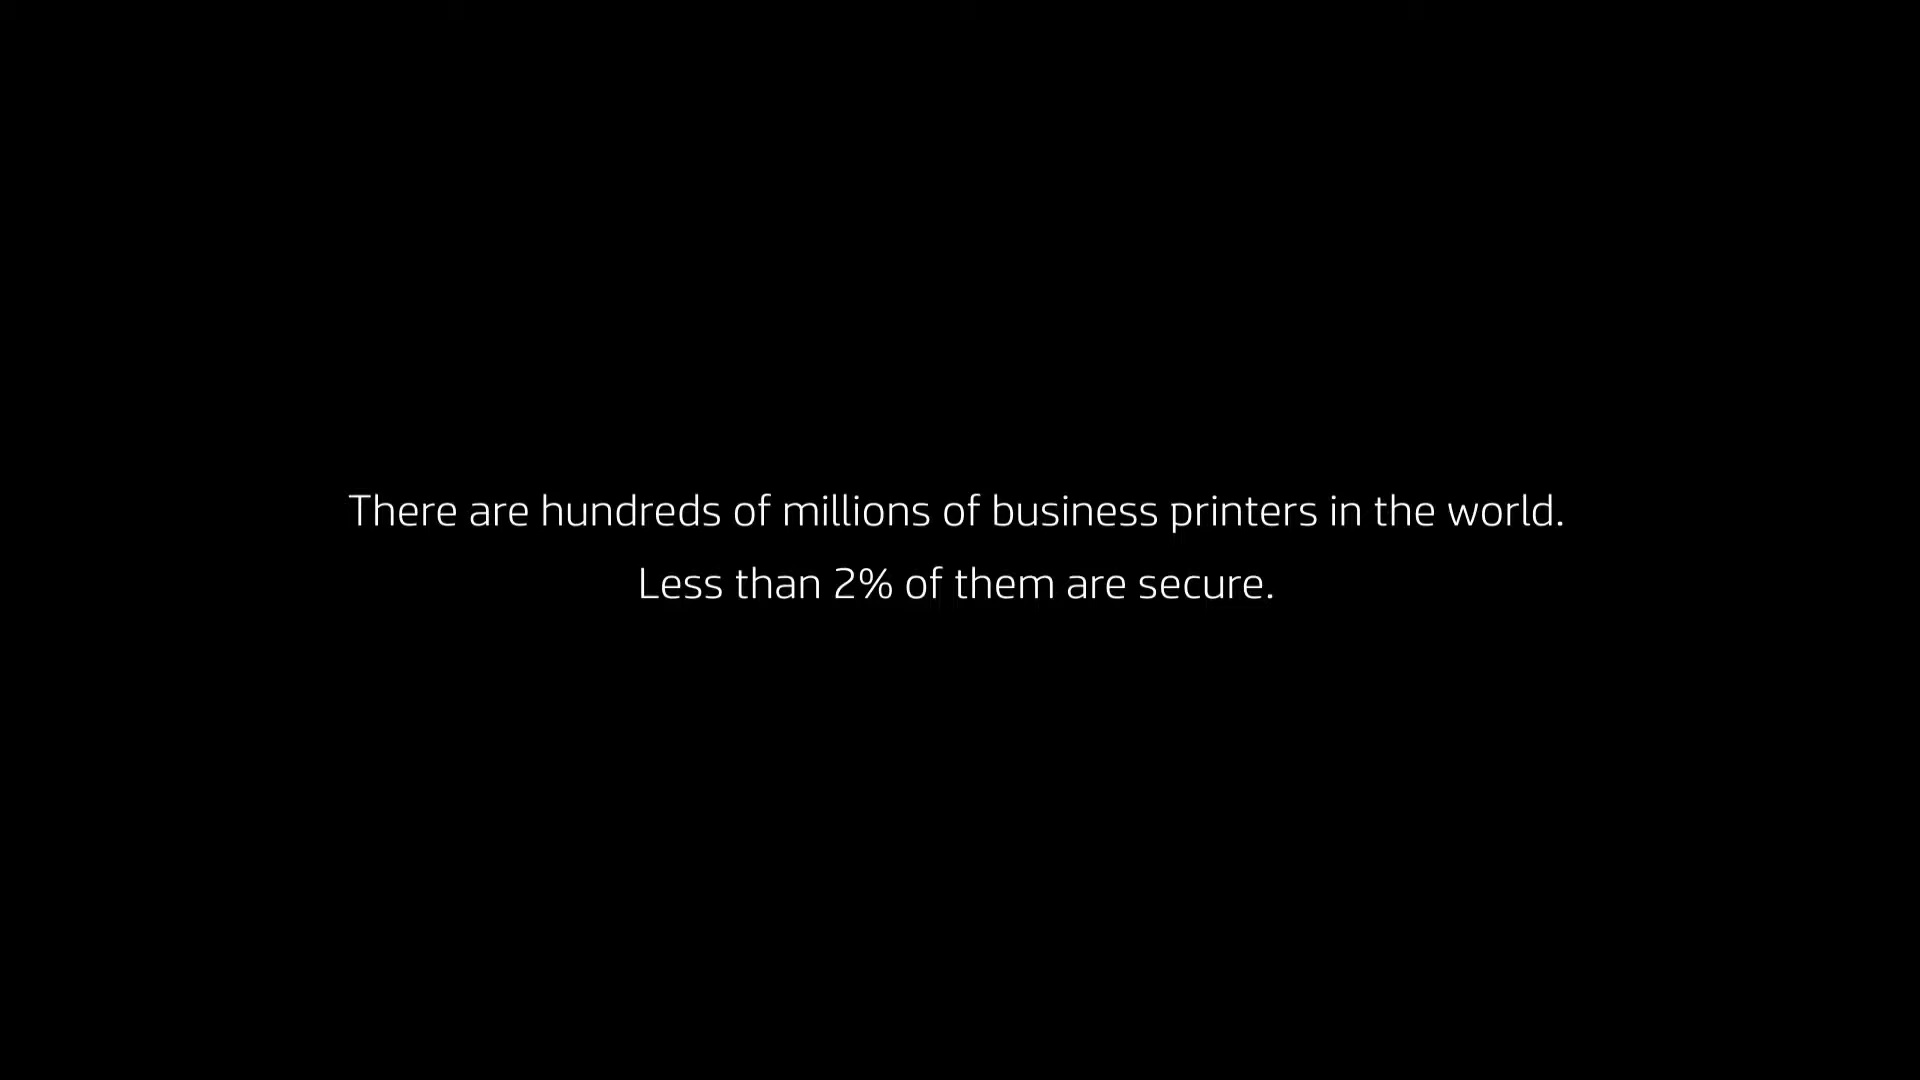 There are hundreds of millions of business printers in the world.
Less than 2% of them are secure.